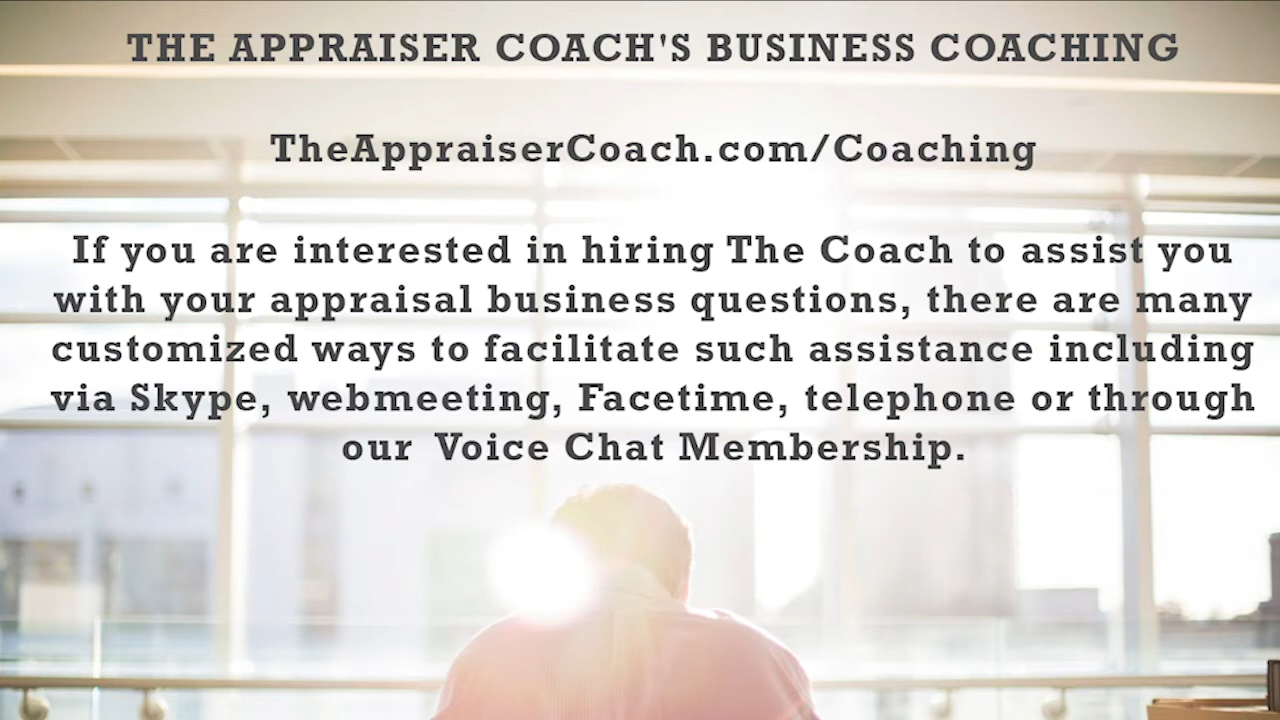 THE APPRAISER COACH'S BUSINESS COACHING
TheAppraiserCoach.com/Coaching
If you are interested in hiring The Coach to assist you
with your appraisal business questions, there are many
customized ways to facilitate such assistance including
via Skype, webmeeting, Facetime, telephone or through
our  Voice Chat Membership.